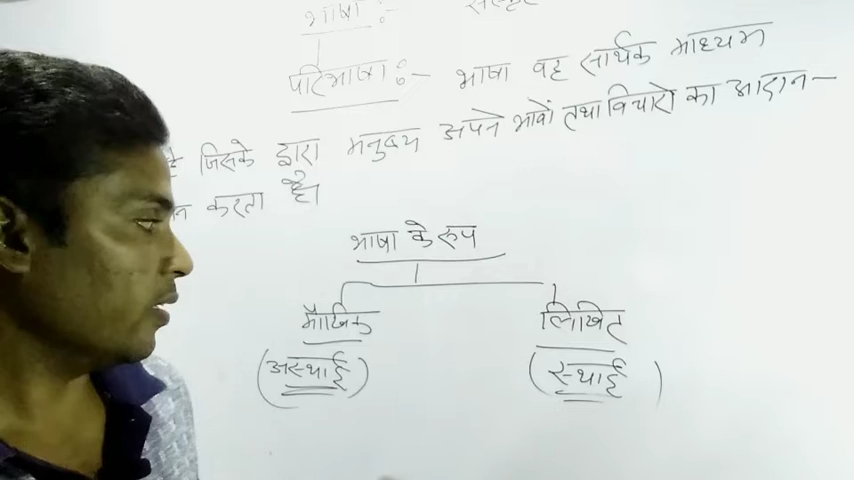 भाषा :- संस्कृ
परिभाषा :- भाषा वह सार्थक माध्यम
है जिसके द्वारा मनुष्य अपने भावों तथा विचारो का आदान-
न करता है।
भाषा के रूप
मौखिक लिखित
(अस्थाई) (स्थाई)